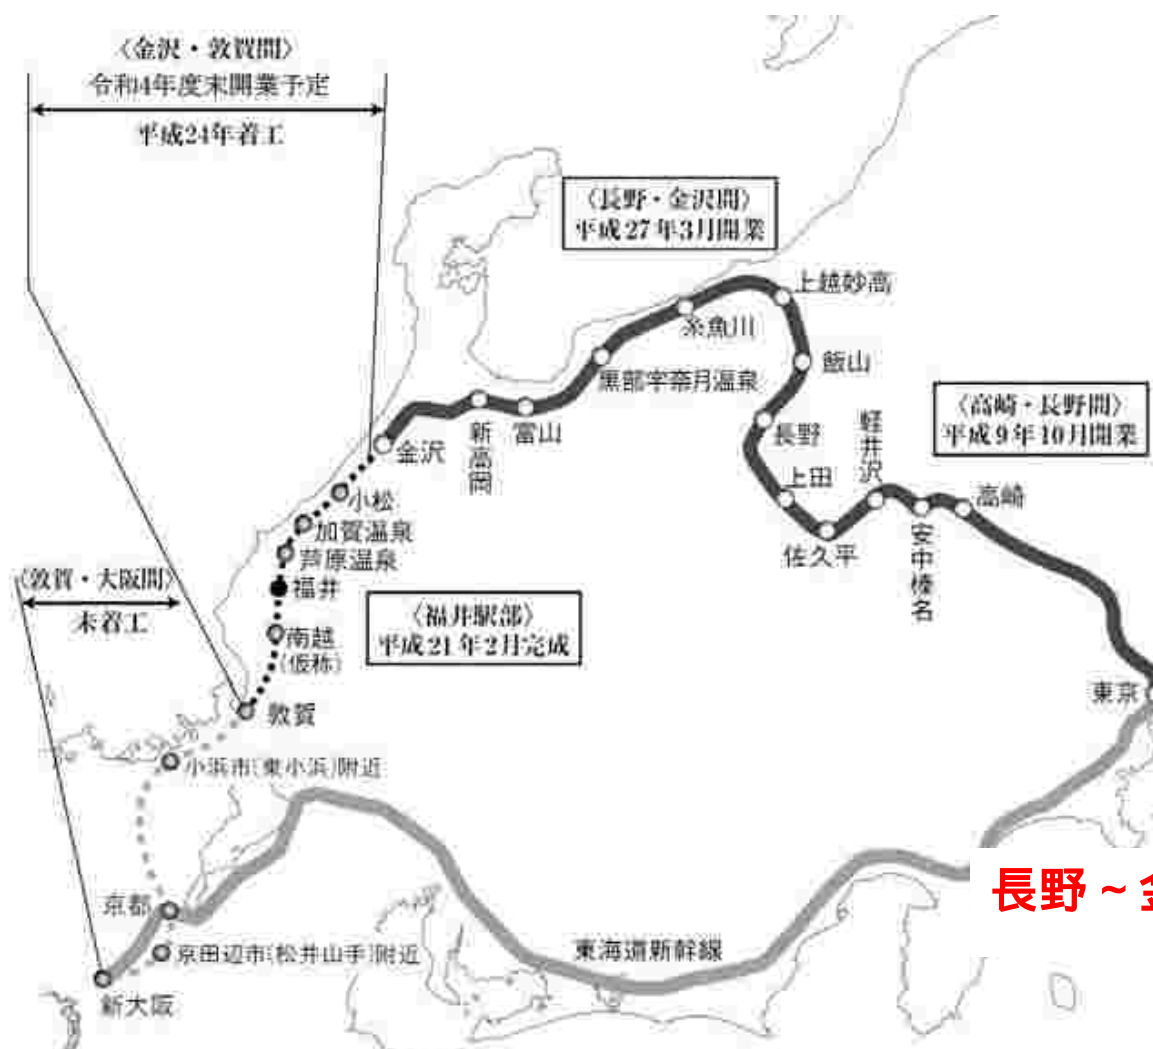 〈金沢・敦賀間〉
令和4年度末開業予定
平成24年着工
〈長野・金沢間〉
平成27年3月開業
上越妙高
糸魚川
飯山
黒部宇奈月温泉
〈高崎・長野間〉
平成9年10月開業
長野
軽井沢
金沢
新高岡
富山
上田
高崎
小松
加賀温泉
佐久平
安中榛名
芦原温泉
〈敦賀・大阪間〉
未着工
福井
〈福井駅部〉
平成21年2月完成
南越
(仮称)
東京
敦賀
小浜市(東小浜)附近
長野~金
京都
東海道新幹線
京田辺市(松井山手)附近
新大阪